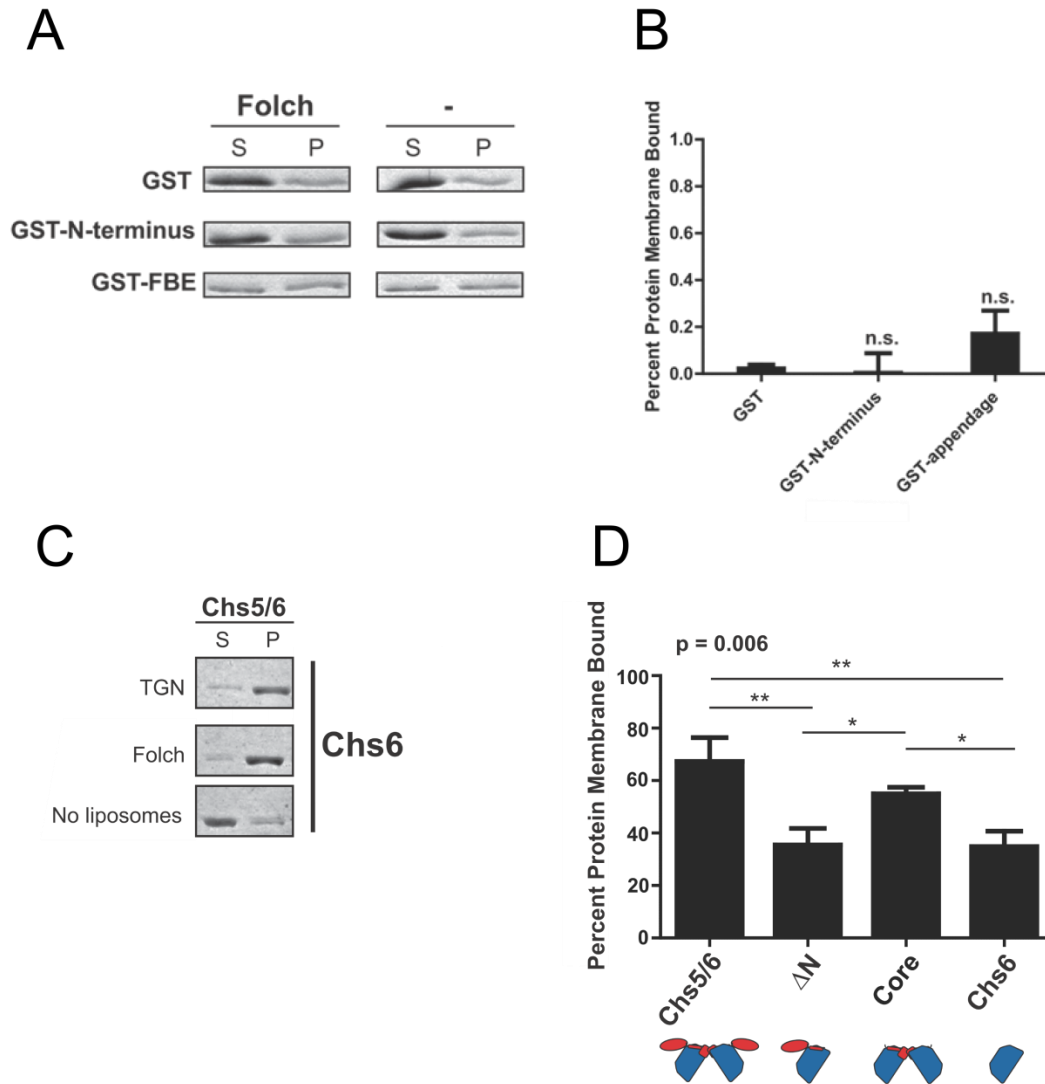 A
Folch -
S P S P
GST
GST-N-terminus
GST-FBE
B
Percent Protein Membrane Bound
1.0
0.8
0.6
0.4
0.2
0.0
n.s.
n.s.
GST
GST-N-terminus
GST-appendage
C
Chs5/6
S P
TGN
Folch
No liposomes
Chs6
D
Percent Protein Membrane Bound
p = 0.006
100
80
60
40
20
0
**
**
*
*
Chs5/6
ΔN
Core
Chs6